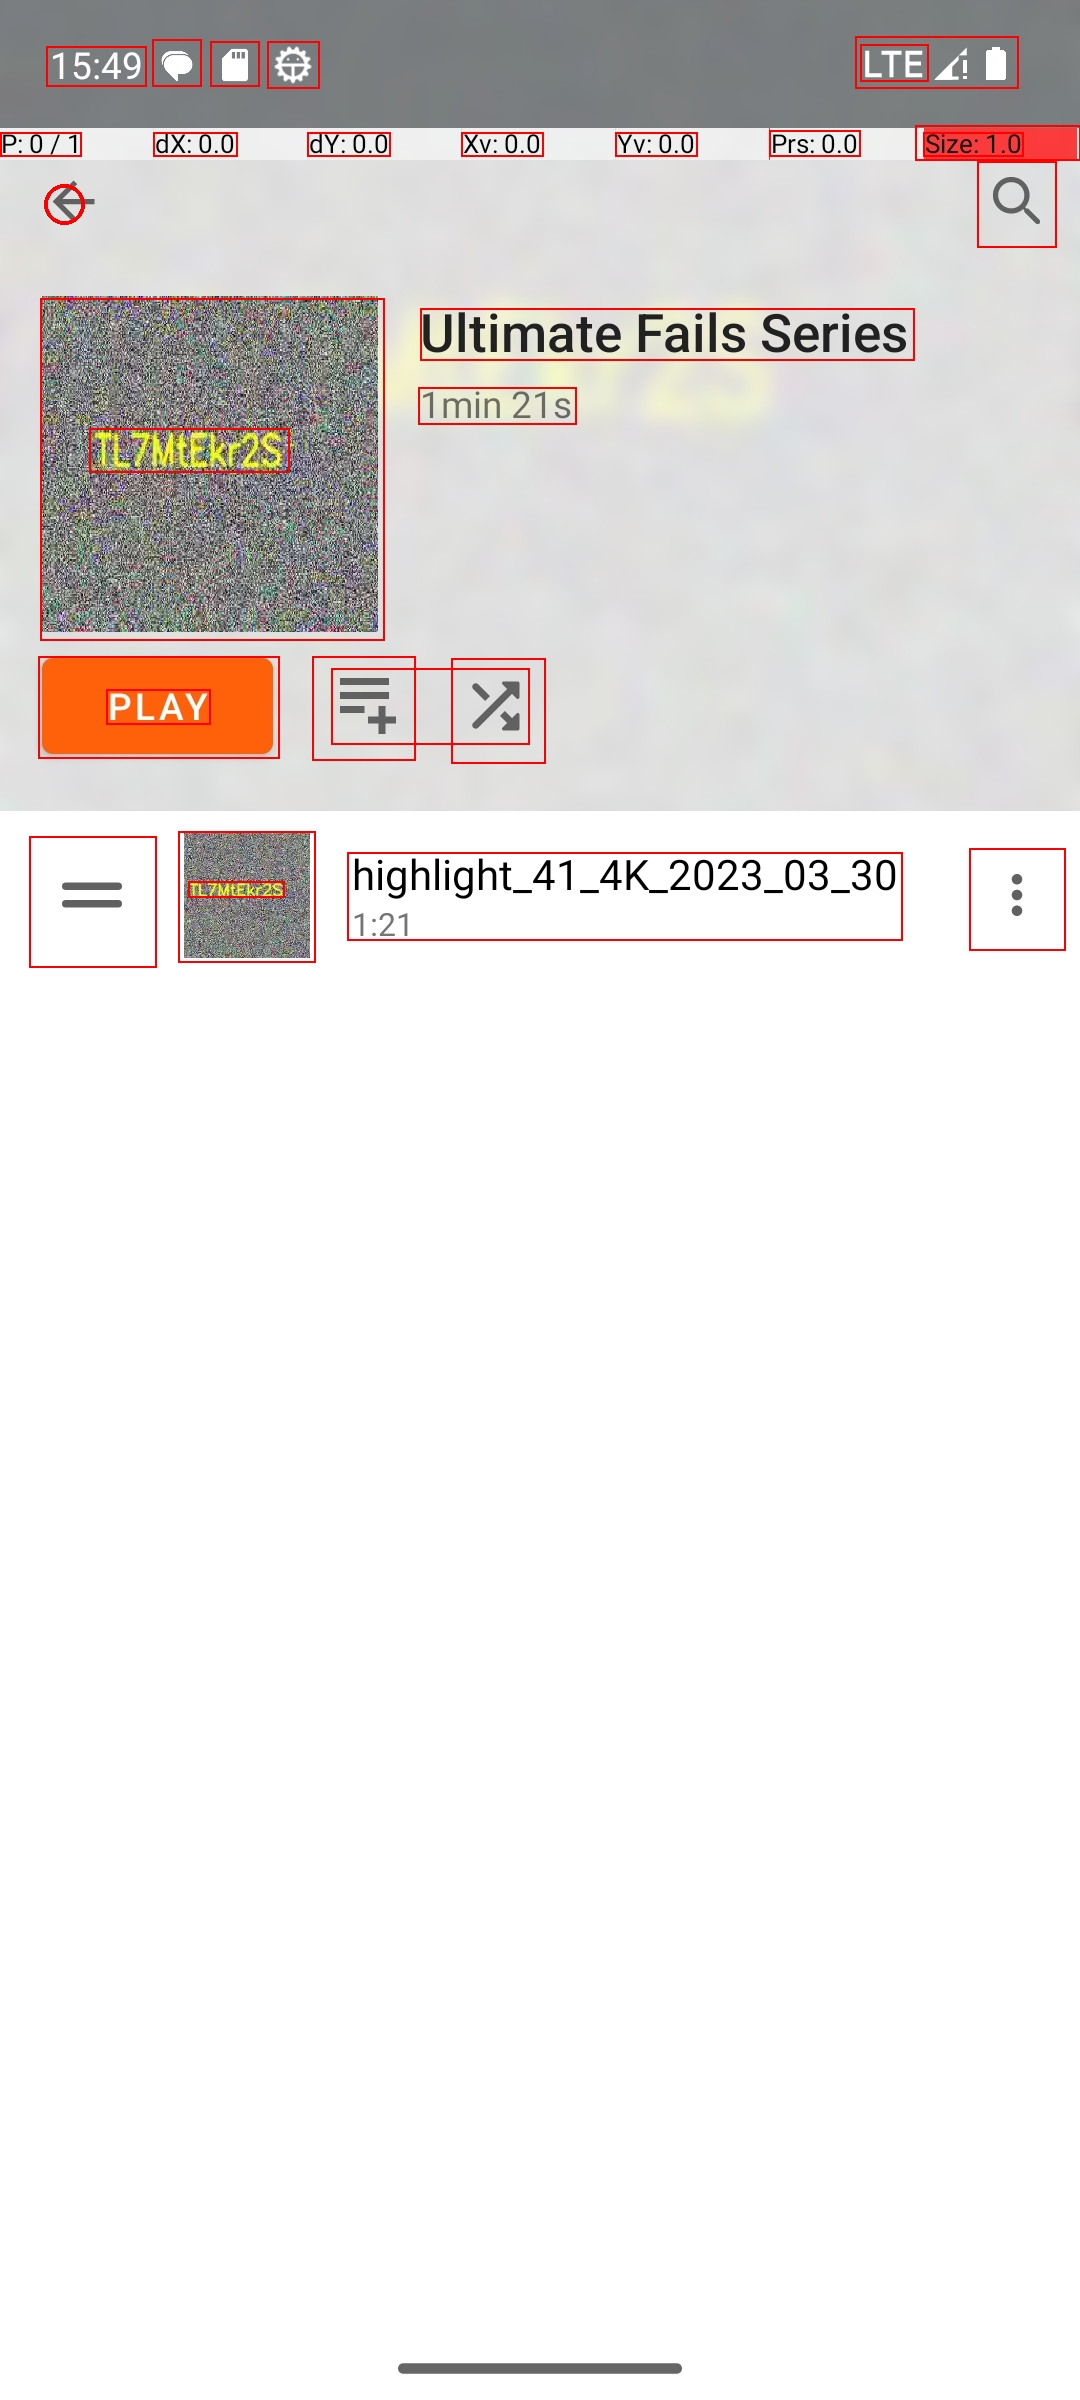 15:49
LTE
P: 0 / 1
dX: 0.0
dY: 0.0
Xv: 0.0
Yv: 0.0
Prs: 0.0
Size: 1.0
Ultimate Fails Series
1min 21s
TL7MtEkr2S
PLAY
TL7MtEkr2S
highlight_41_4K_2023_03_30
1:21